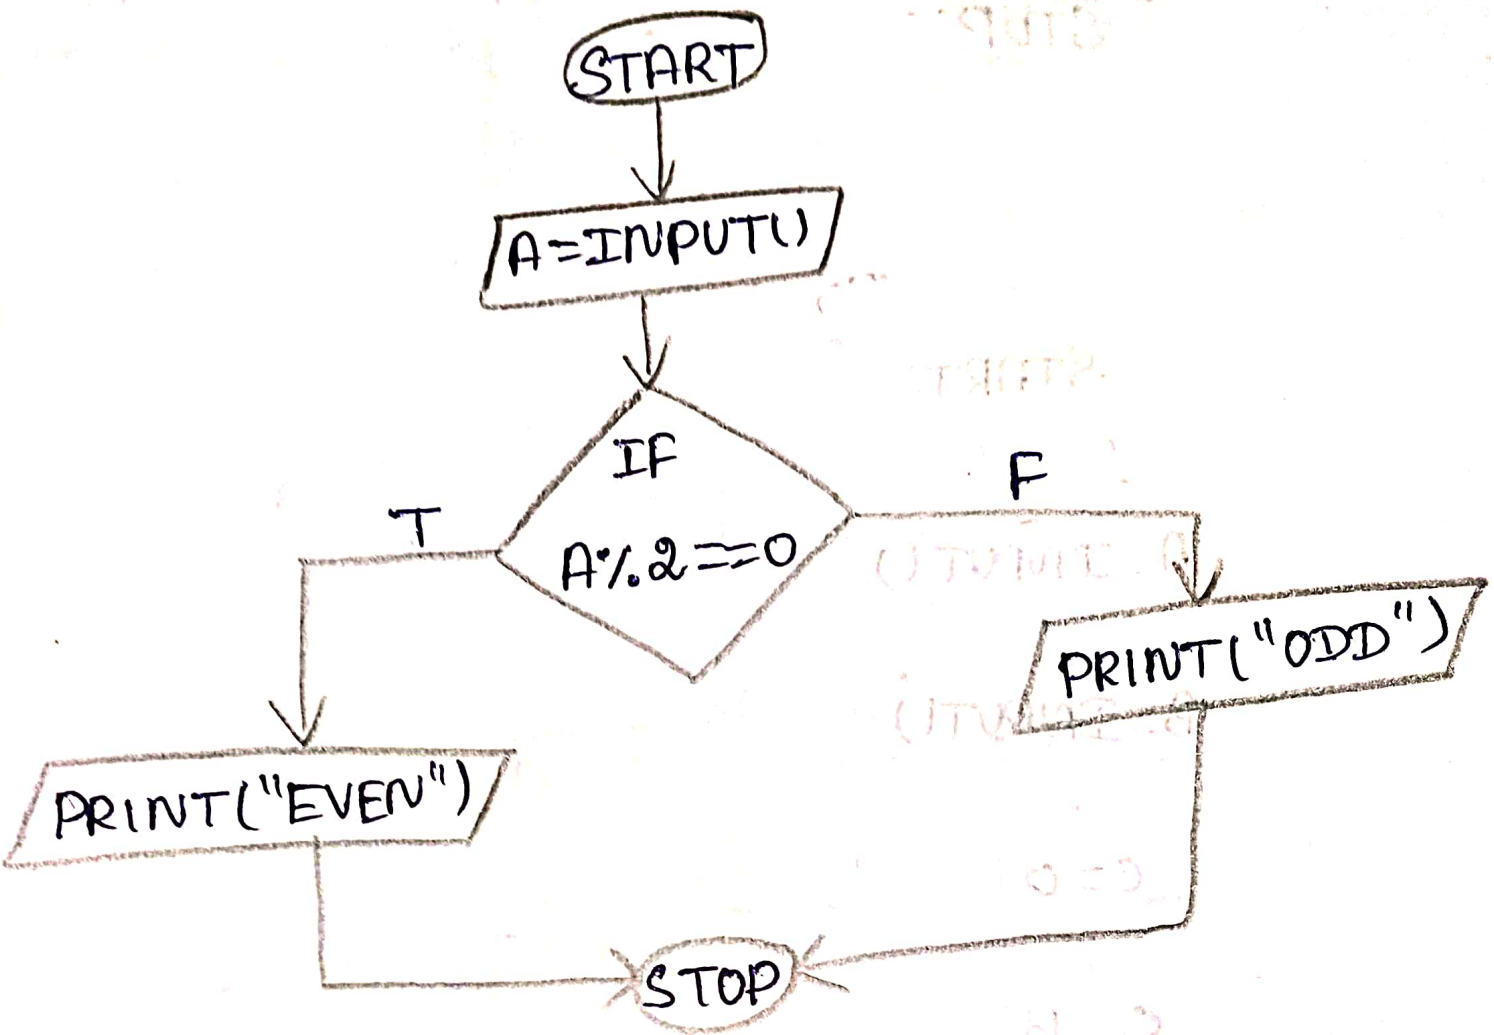 START
A=INPUT()
IF
A%2==0
T
F
PRINT("ODD")
PRINT("EVEN")
STOP